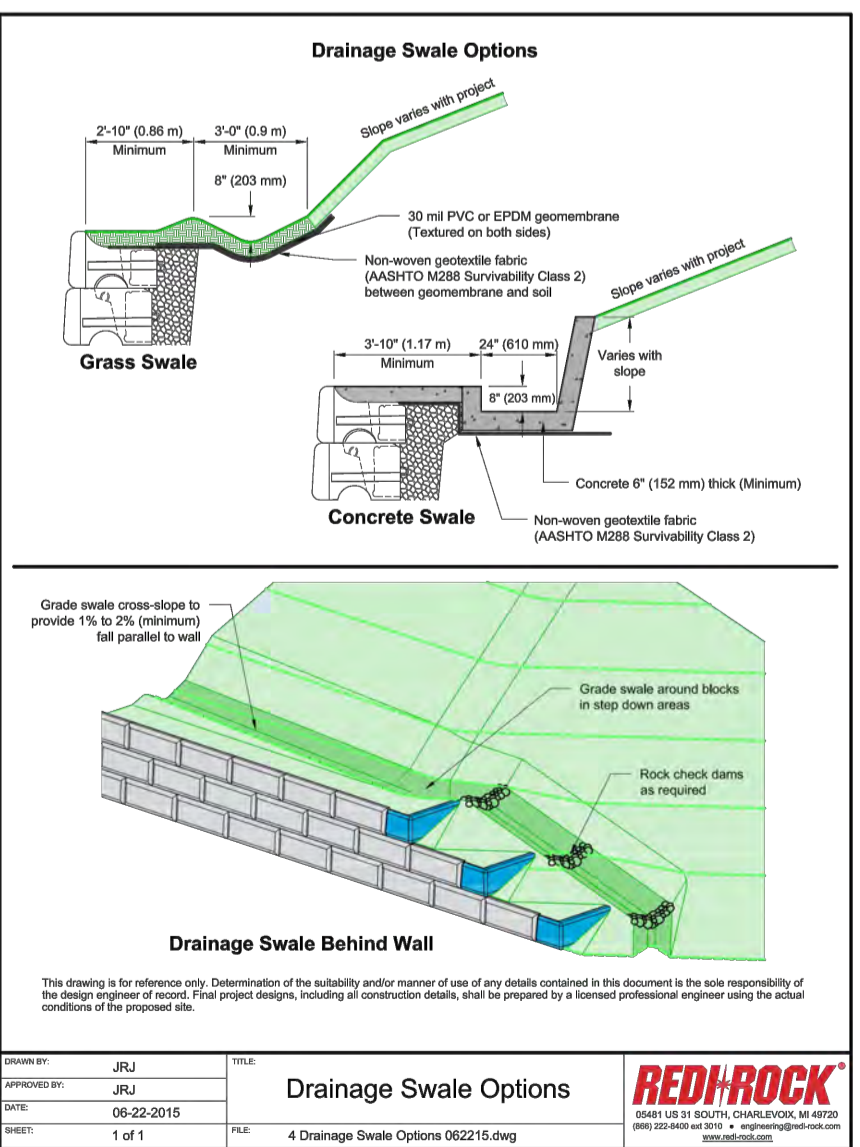 Drainage Swale Options
2'-10" (0.86 m)
Minimum
3'-0" (0.9 m)
Minimum
8" (203 mm)
Slope varies with project
30 mil PVC or EPDM geomembrane
(Textured on both sides)
Non-woven geotextile fabric
(AASHTO M288 Survivability Class 2)
between geomembrane and soil
Grass Swale
Slope varies with project
3'-10" (1.17 m)
Minimum
24" (610 mm)
8" (203 mm)
Varies with
slope
Concrete 6" (152 mm) thick (Minimum)
Concrete Swale
Non-woven geotextile fabric
(AASHTO M288 Survivability Class 2)
Grade swale cross-slope to
provide 1% to 2% (minimum)
fall parallel to wall
Grade swale around blocks
in step down areas
Rock check dams
as required
Drainage Swale Behind Wall
This drawing is for reference only. Determination of the suitability and/or manner of use of any details contained in this document is the sole responsibility of
the design engineer of record. Final project designs, including all construction details, shall be prepared by a licensed professional engineer using the actual
conditions of the proposed site.
DRAWN BY: JRJ
APPROVED BY: JRJ
DATE: 06-22-2015
SHEET: 1 of 1
TITLE:
Drainage Swale Options
FILE: 4 Drainage Swale Options 062215.dwg
REDI-ROCK®
05481 US 31 SOUTH, CHARLEVOIX, MI 49720
(866) 222-8400 ext 3010 ● engineering@redi-rock.com
www.redi-rock.com